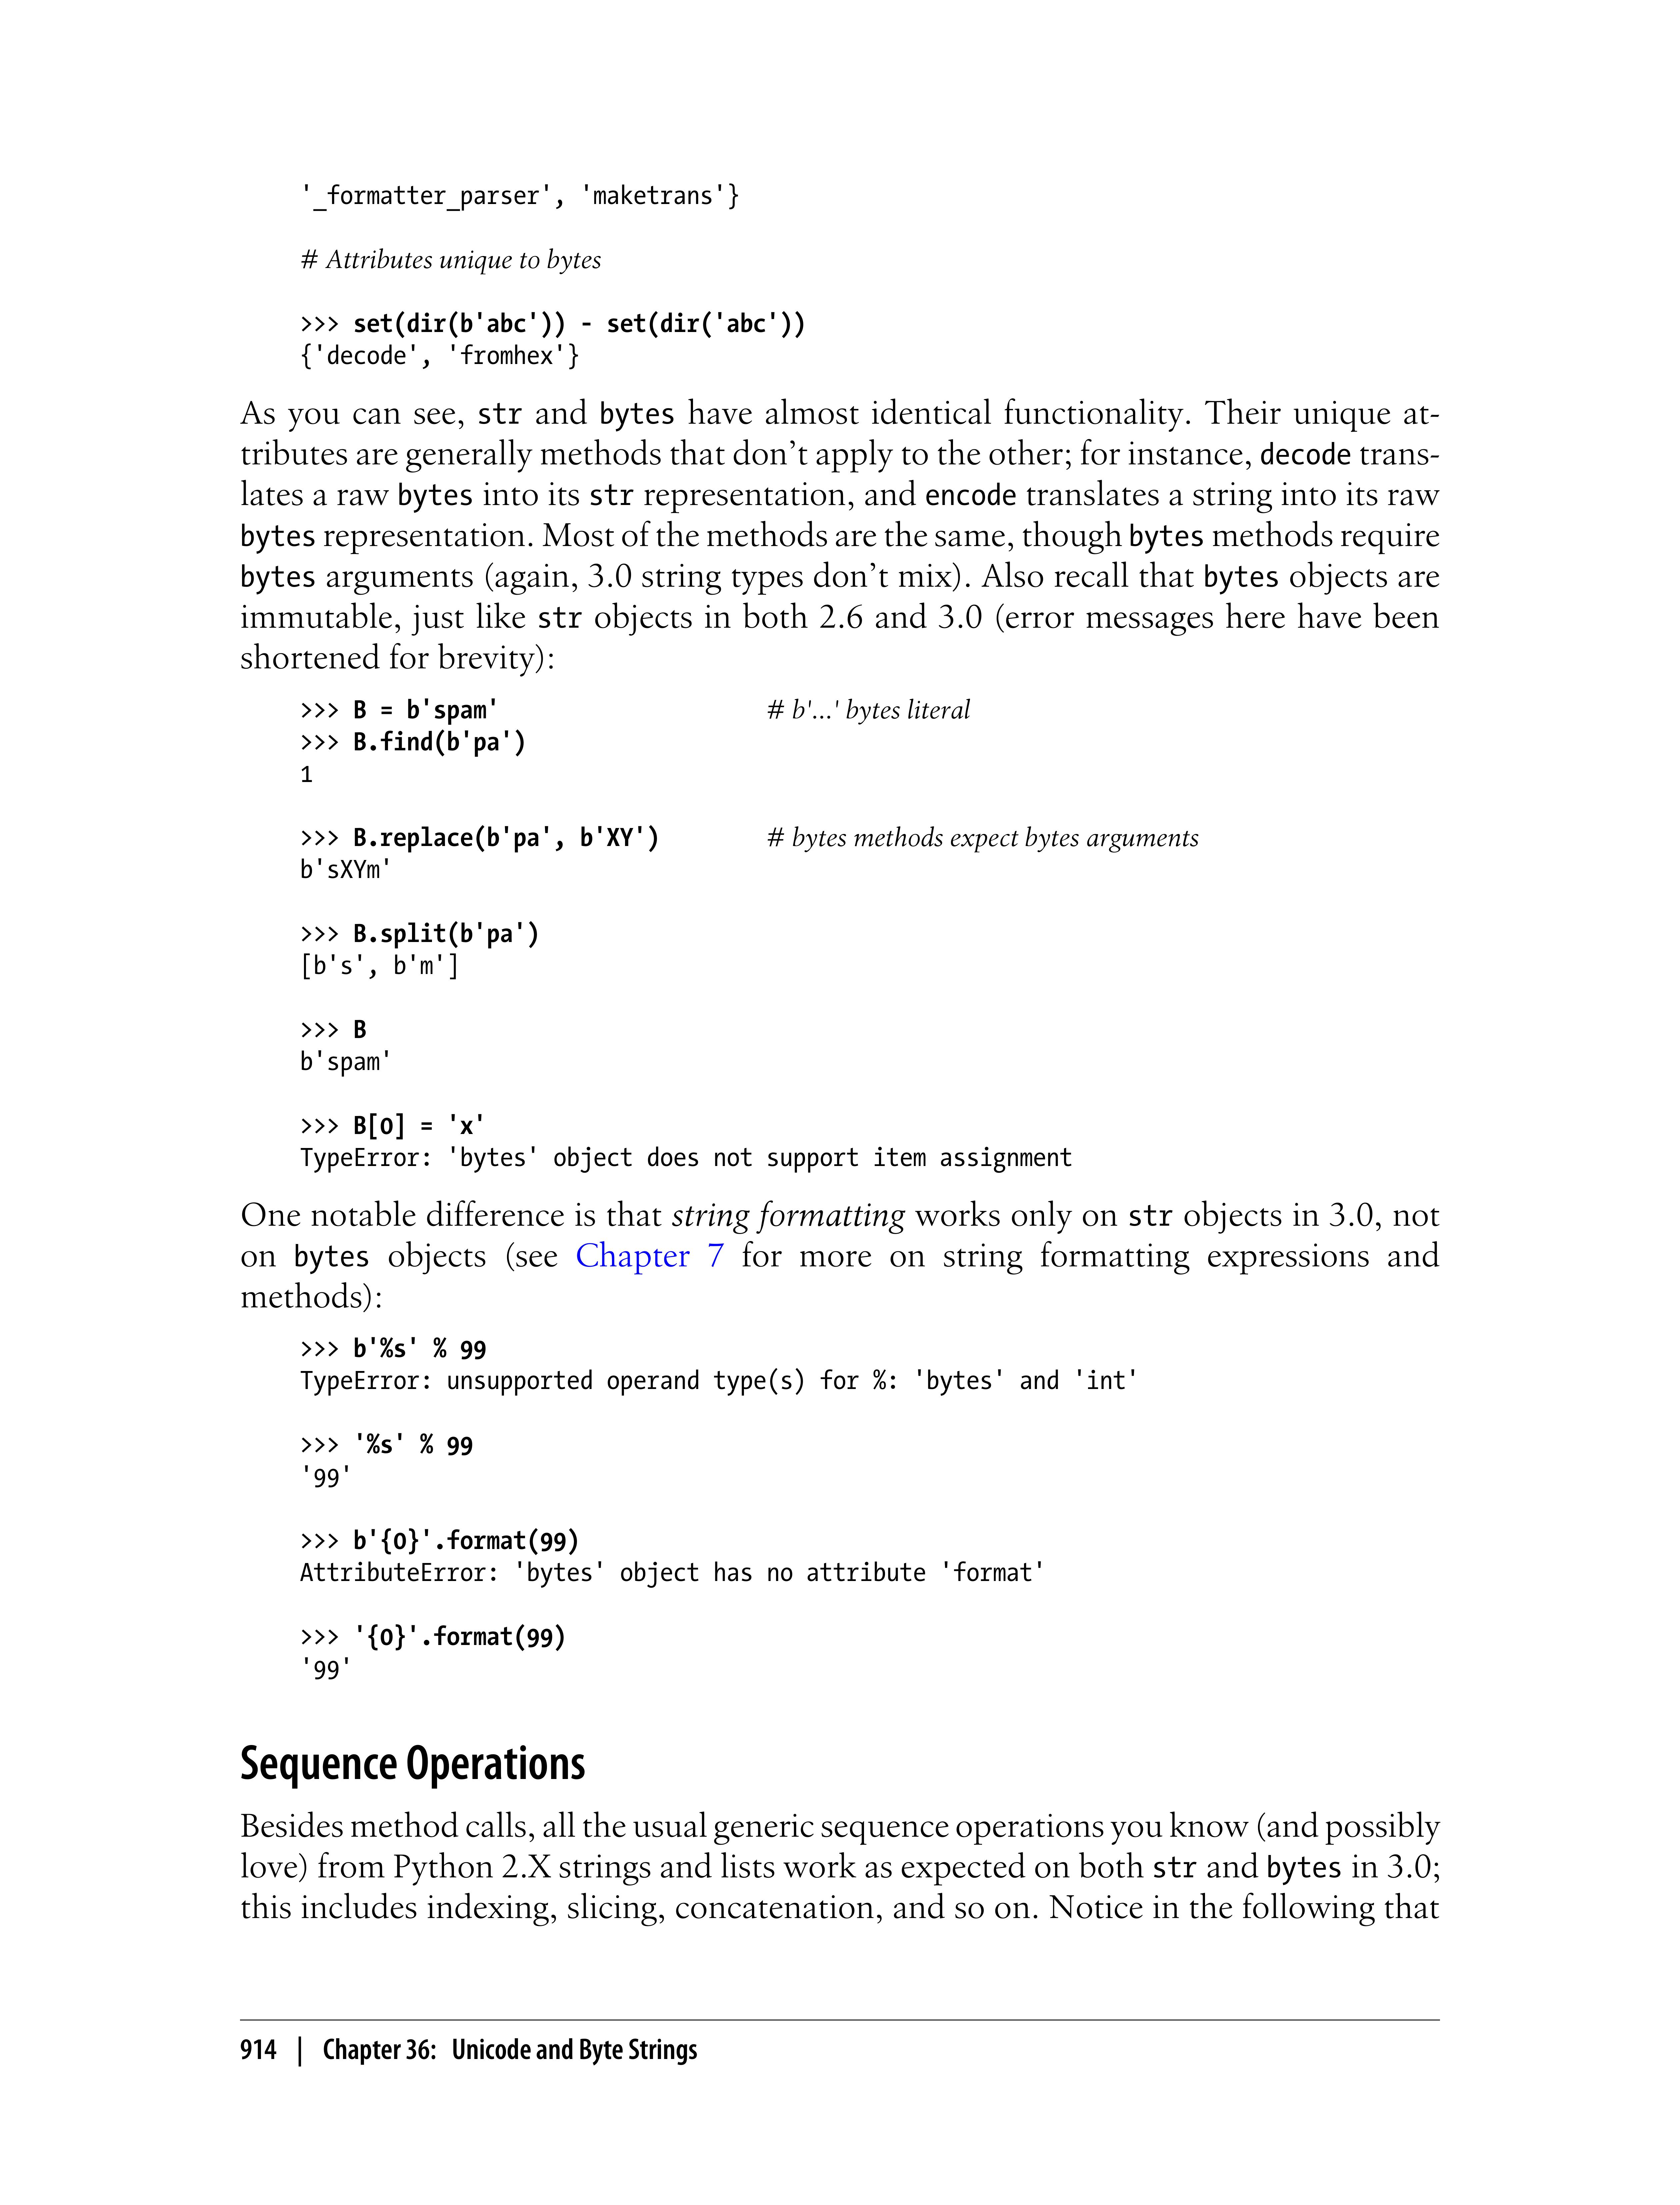 '_formatter_parser', 'maketrans'}
# Attributes unique to bytes
>>> set(dir(b'abc')) - set(dir('abc'))
{'decode', 'fromhex'}
As you can see, str and bytes have almost identical functionality. Their unique at-
tributes are generally methods that don’t apply to the other; for instance, decode trans-
lates a raw bytes into its str representation, and encode translates a string into its raw
bytes representation. Most of the methods are the same, though bytes methods require
bytes arguments (again, 3.0 string types don’t mix). Also recall that bytes objects are
immutable, just like str objects in both 2.6 and 3.0 (error messages here have been
shortened for brevity):
>>> B = b'spam' # b'...' bytes literal
>>> B.find(b'pa')
1
>>> B.replace(b'pa', b'XY') # bytes methods expect bytes arguments
b'sXYm'
>>> B.split(b'pa')
[b's', b'm']
>>> B
b'spam'
>>> B[0] = 'x'
TypeError: 'bytes' object does not support item assignment
One notable difference is that string formatting works only on str objects in 3.0, not
on bytes objects (see Chapter 7 for more on string formatting expressions and
methods):
>>> b'%s' % 99
TypeError: unsupported operand type(s) for %: 'bytes' and 'int'
>>> '%s' % 99
'99'
>>> b'{0}'.format(99)
AttributeError: 'bytes' object has no attribute 'format'
>>> '{0}'.format(99)
'99'
Sequence Operations
Besides method calls, all the usual generic sequence operations you know (and possibly
love) from Python 2.X strings and lists work as expected on both str and bytes in 3.0;
this includes indexing, slicing, concatenation, and so on. Notice in the following that
914 | Chapter 36: Unicode and Byte Strings